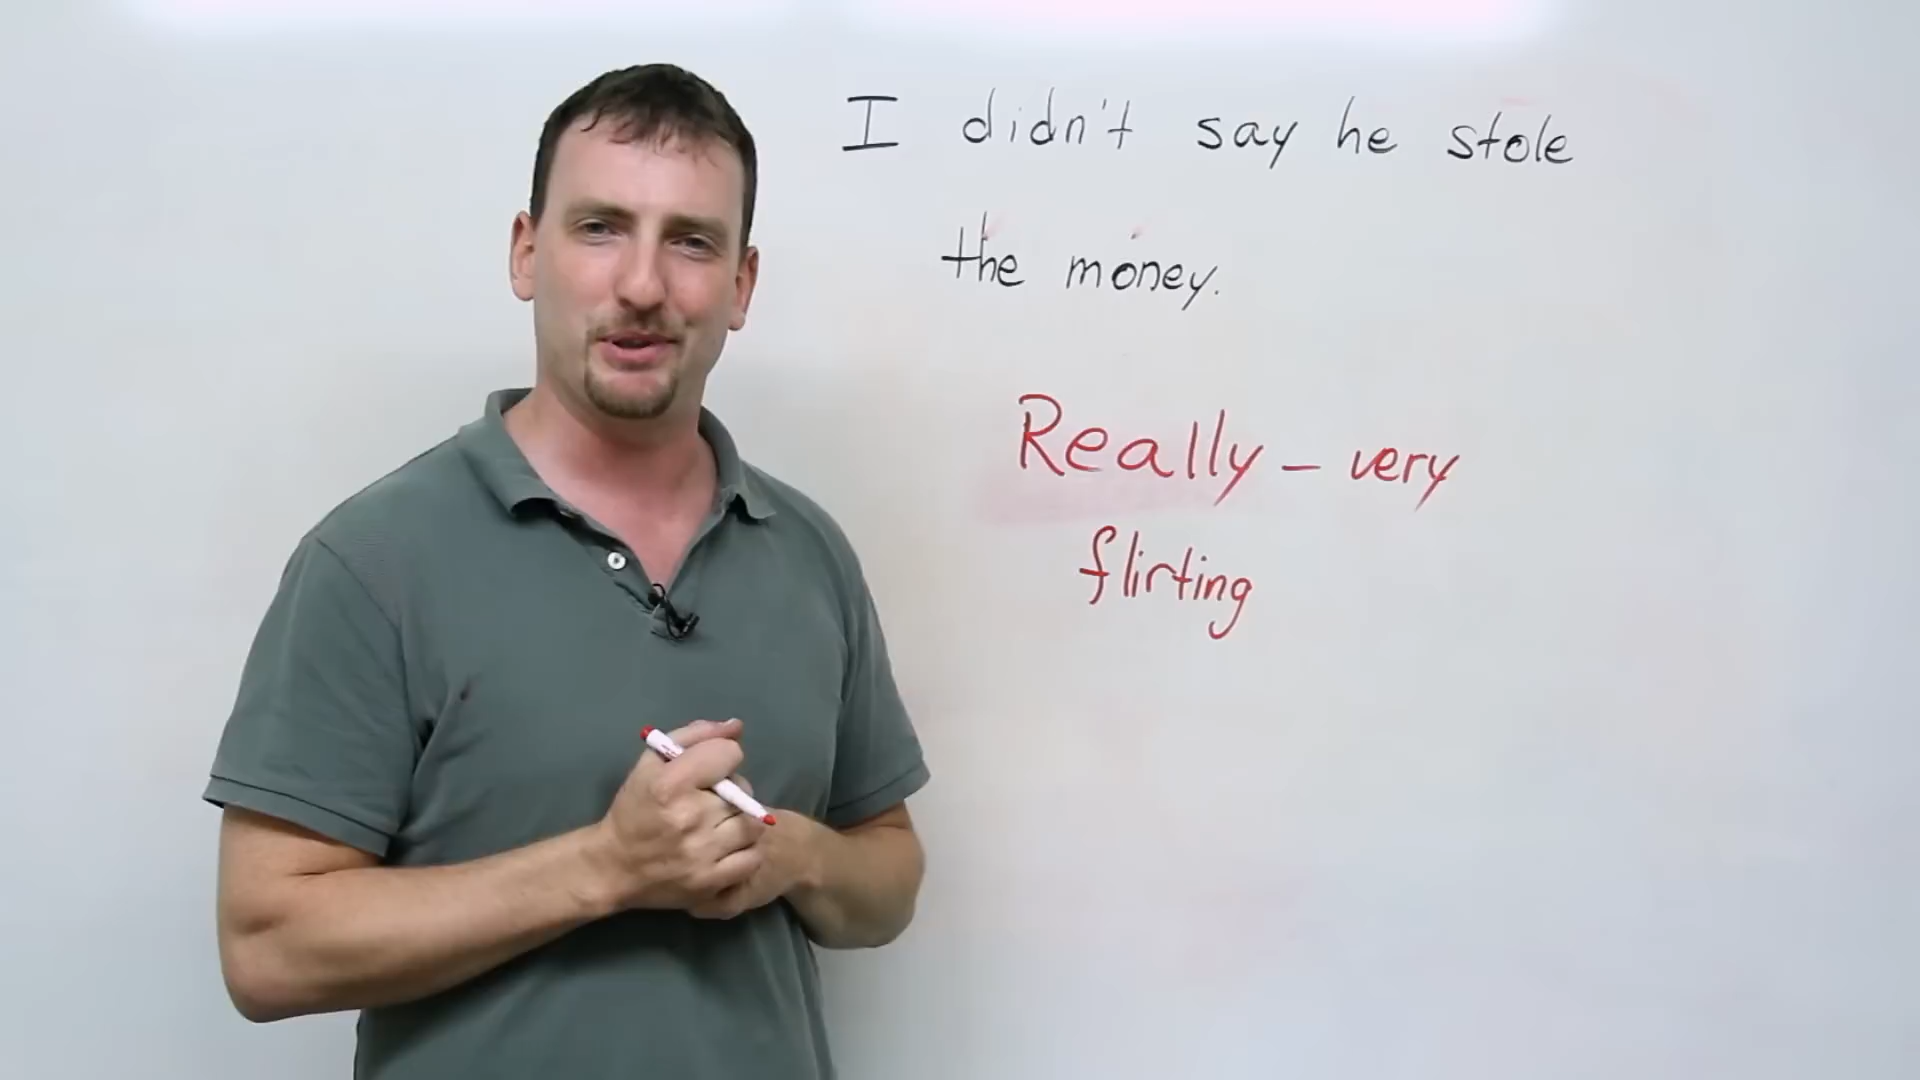 I didn't say he stole
the money.
Really – very
flirting